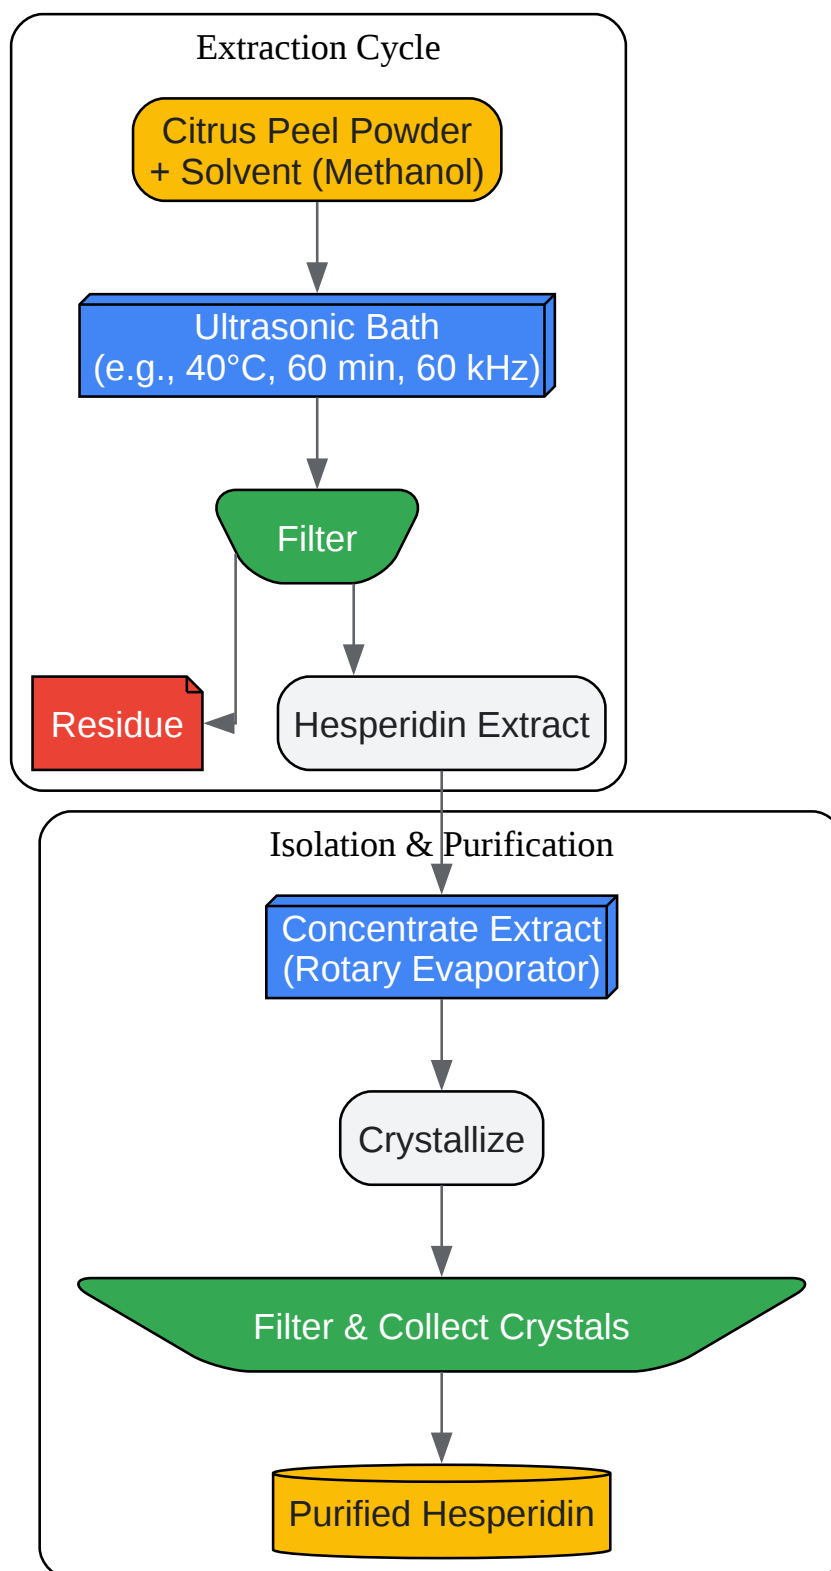 Extraction Cycle
Citrus Peel Powder
+ Solvent (Methanol)
Ultrasonic Bath
(e.g., 40°C, 60 min, 60 kHz)
Filter
Residue
Hesperidin Extract
Isolation & Purification
Concentrate Extract
(Rotary Evaporator)
Crystallize
Filter & Collect Crystals
Purified Hesperidin